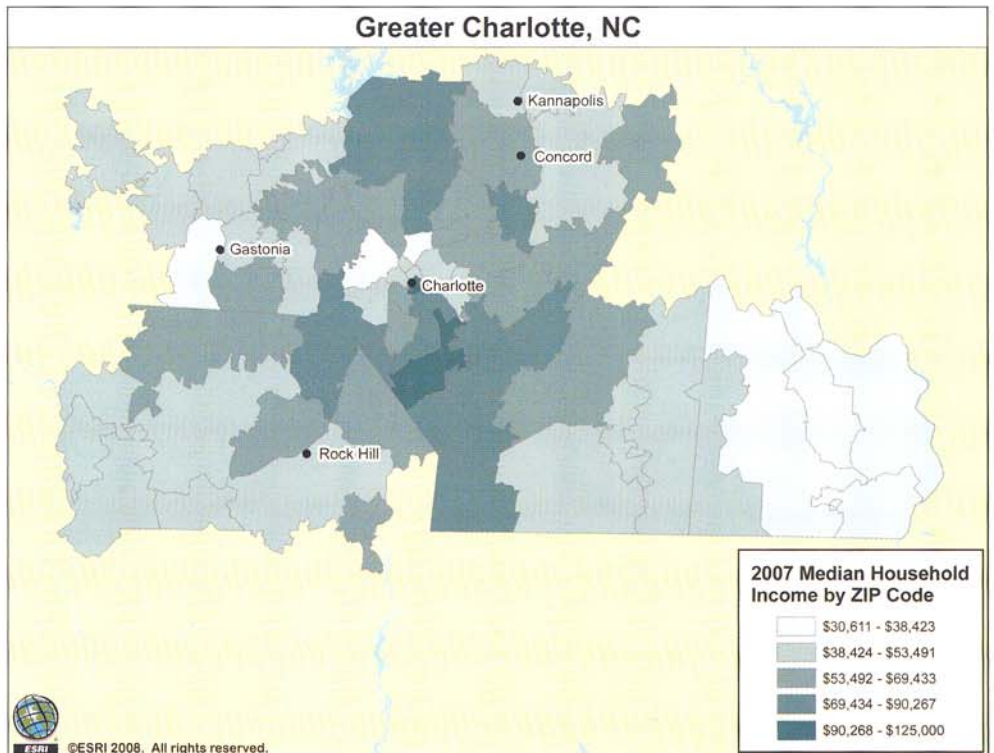 Greater Charlotte, NC
Kannapolis
Concord
Gastonia
Charlotte
Rock Hill
2007 Median Household
Income by ZIP Code
$30,611 - $38,423
$38,424 - $53,491
$53,492 - $69,433
$69,434 - $90,267
$90,268 - $125,000
ESRI
©ESRI 2008. All rights reserved.